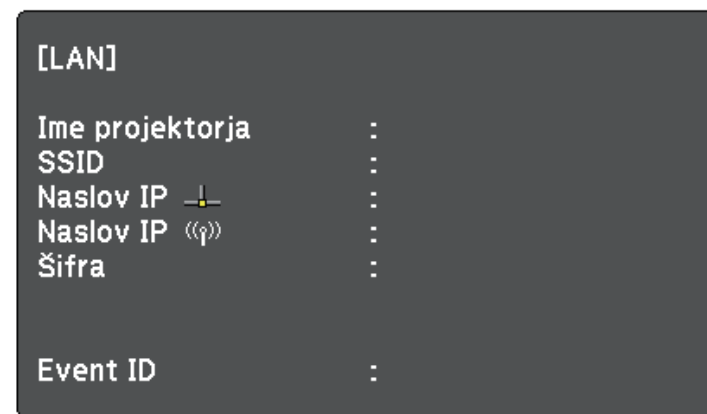 [LAN]
Ime projektorja :
SSID :
Naslov IP :
Naslov IP :
Šifra :
Event ID :